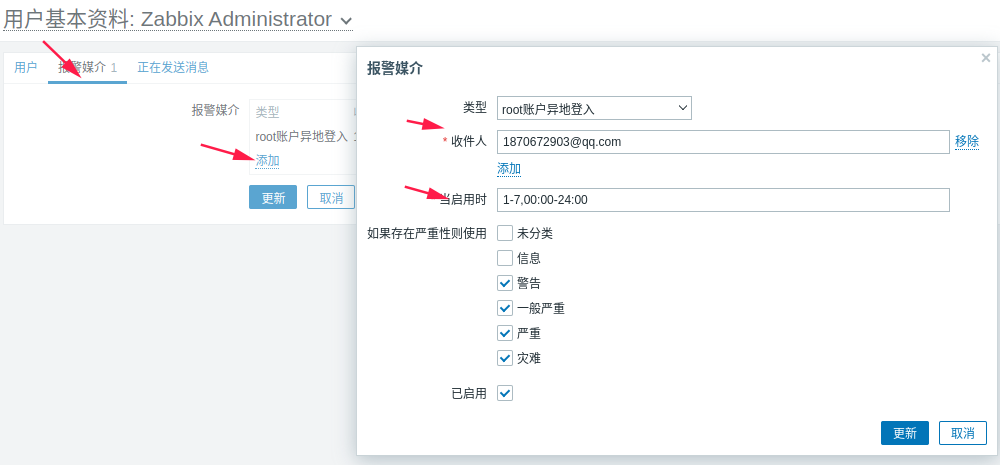 用户基本资料: Zabbix Administrator
用户 报警媒介 1 正在发送消息
报警媒介 类型
root账户异地登入
添加
更新 取消
报警媒介
类型 root账户异地登入
* 收件人 1870672903@qq.com 移除
添加
当启用时 1-7,00:00-24:00
如果存在严重性则使用 未分类
信息
警告
一般严重
严重
灾难
已启用
更新 取消